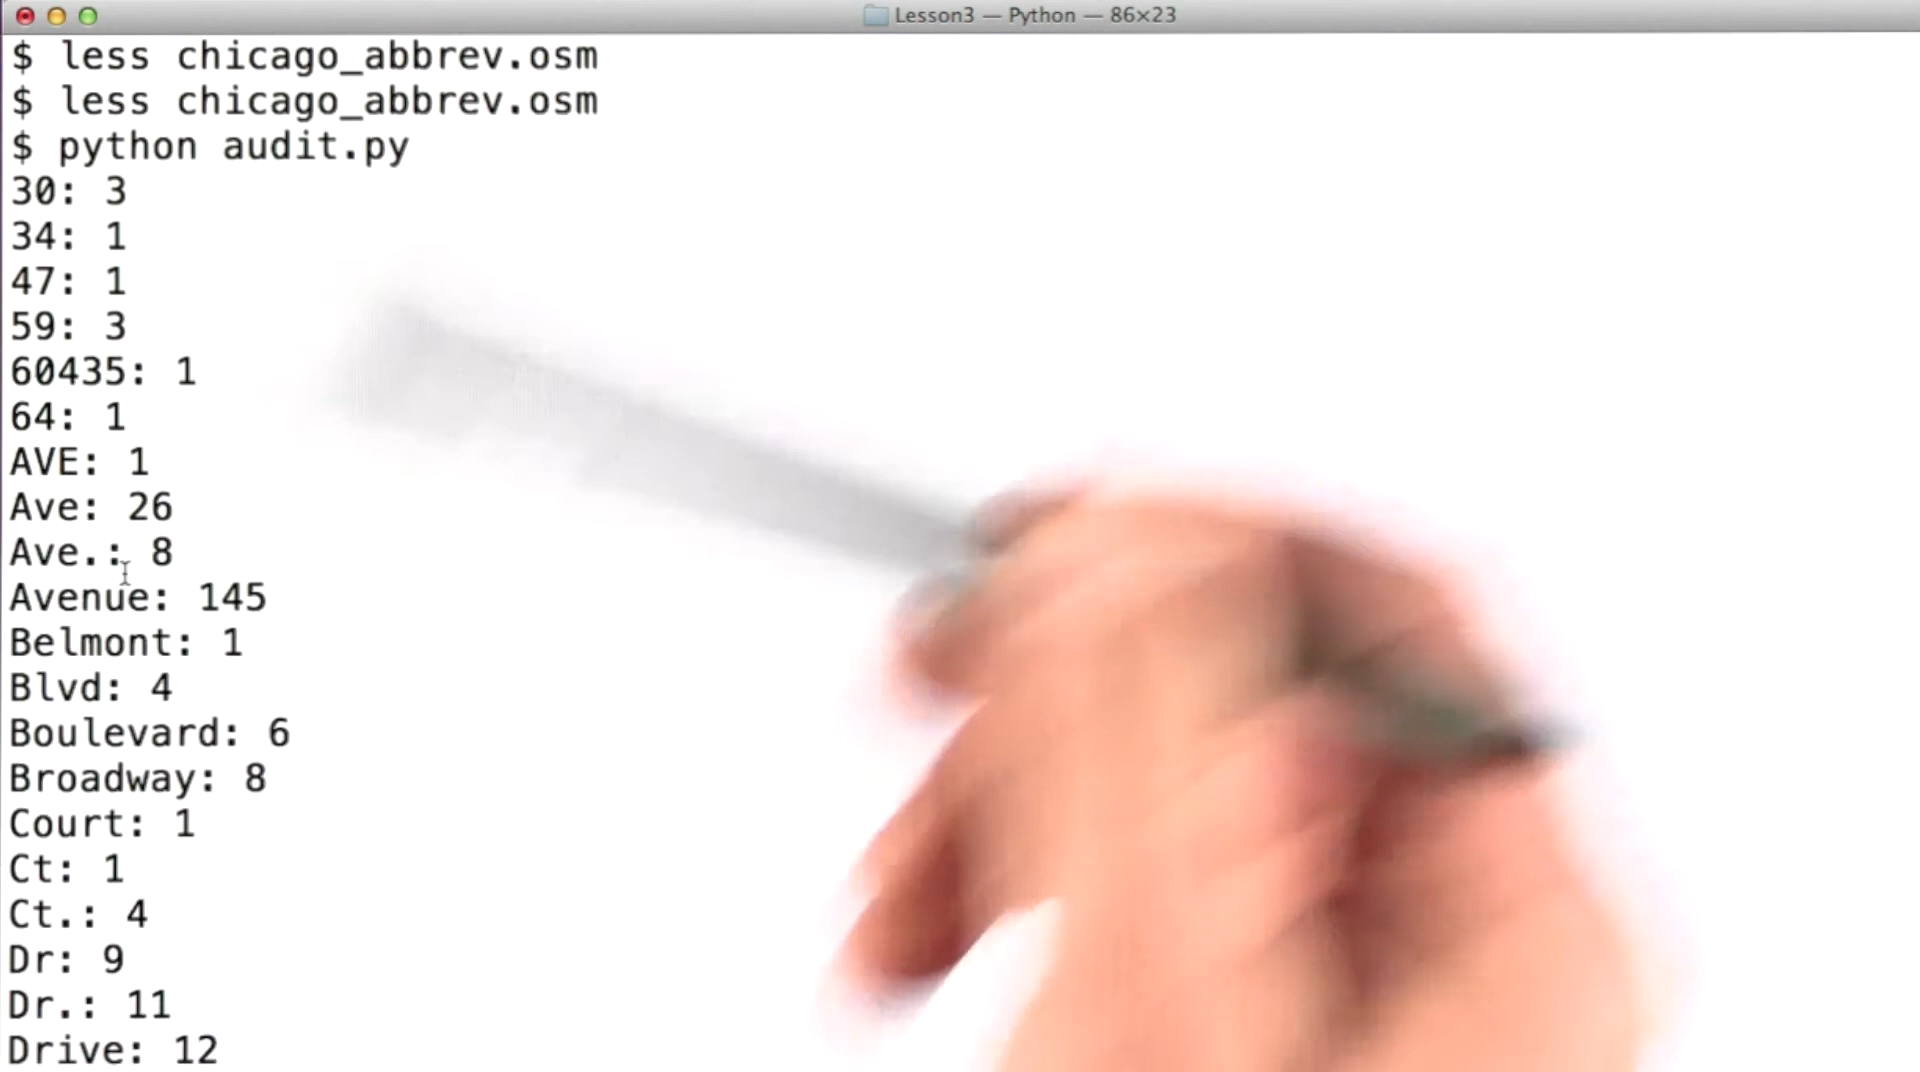 Lesson3 — Python — 86×23
$ less chicago_abbrev.osm
$ less chicago_abbrev.osm
$ python audit.py
30: 3
34: 1
47: 1
59: 3
60435: 1
64: 1
AVE: 1
Ave: 26
Ave.: 8
Avenue: 145
Belmont: 1
Blvd: 4
Boulevard: 6
Broadway: 8
Court: 1
Ct: 1
Ct.: 4
Dr: 9
Dr.: 11
Drive: 12